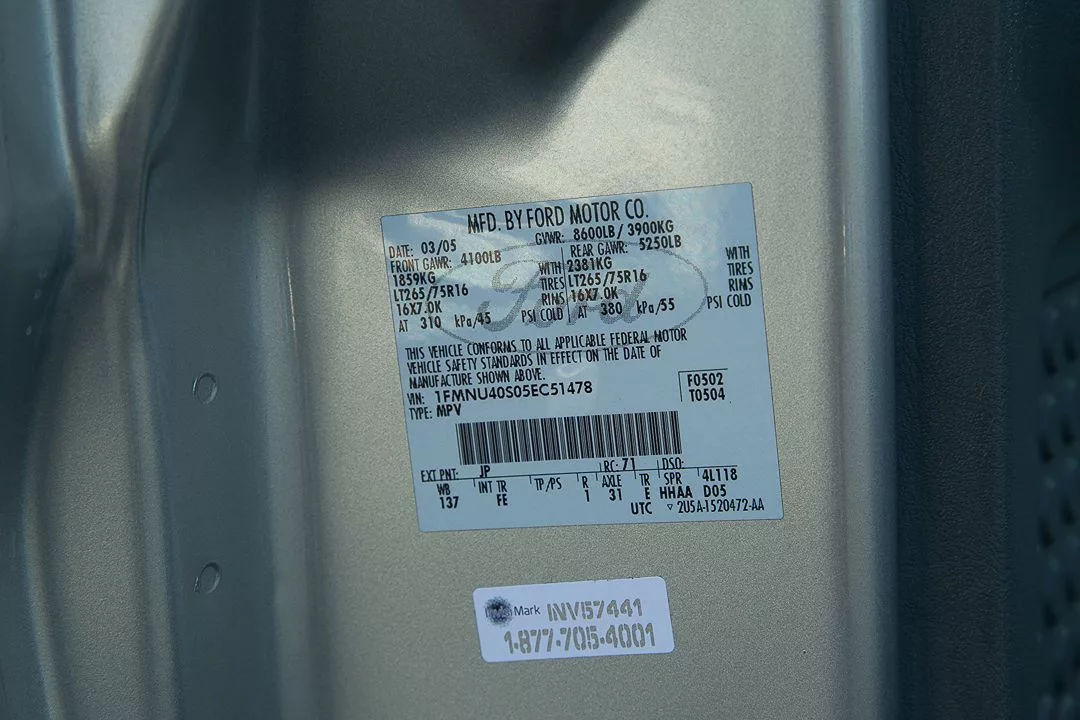 MFD. BY FORD MOTOR CO.
DATE: 03/05 GVWR: 8600LB/ 3900KG
FRONT GAWR: 4100LB REAR GAWR: 5250LB
1859KG WITH 2381KG WITH
LT265/75R16 TIRES LT265/75R16 TIRES
16X7.0K RINS 16X7.0K RINS
AT 310 kPa/45 PSI COLD AT 380 kPa/55 PSI COLD
Ford
THIS VEHICLE CONFORMS TO ALL APPLICABLE FEDERAL MOTOR
VEHICLE SAFETY STANDARDS IN EFFECT ON THE DATE OF
MANUFACTURE SHOWN ABOVE.
VIN: 1FMNU40S05EC51478 F0502
TYPE: MPV T0504
EXT PNT: JP RC: 71 DSO:
WB INT TR TP/PS R AXLE TR SPR 4L118
137 FE 1 31 E HHAA D05
UTC ▽ 2U5A-1520472-AA
Mark INV57441
1-877-705-4001